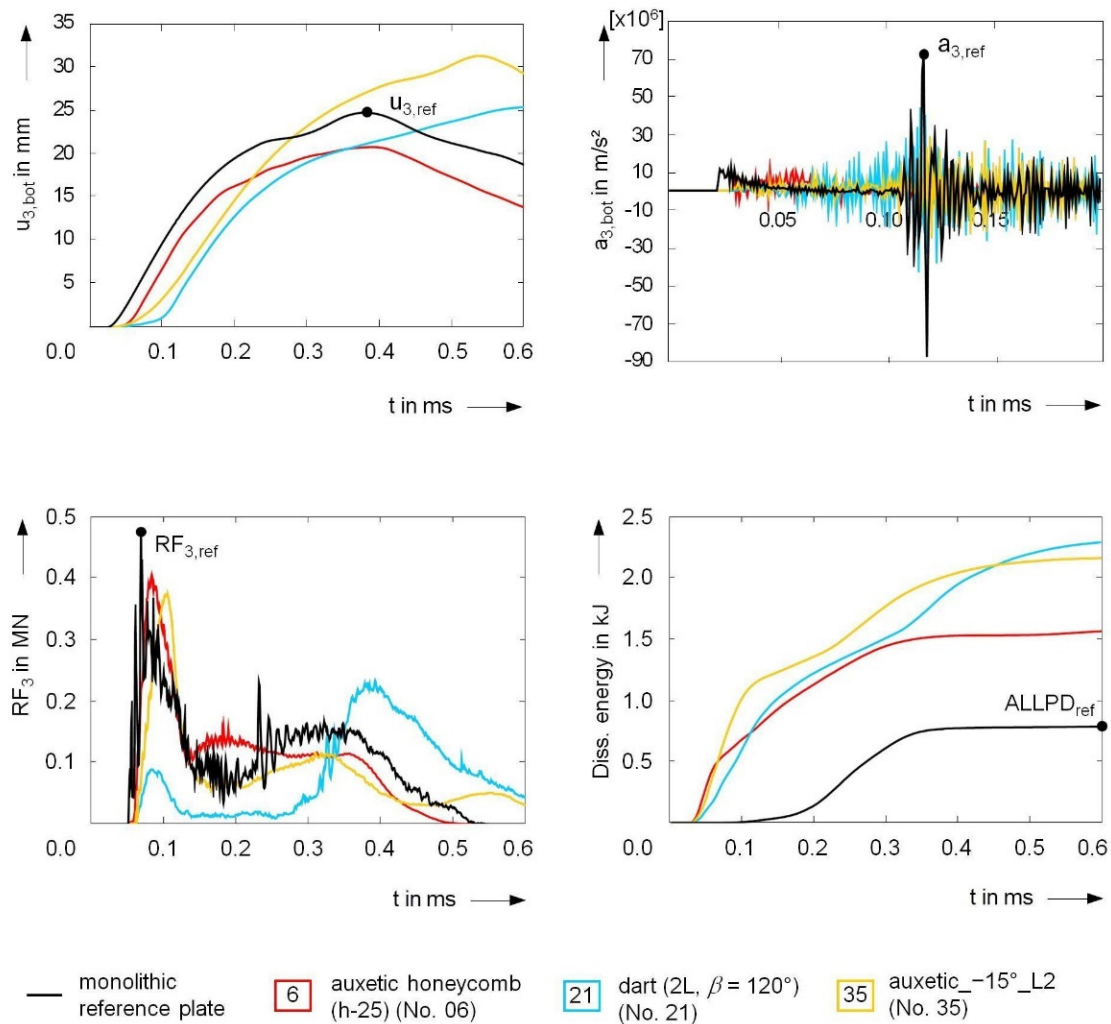 35
30
25
20
15
10
5
0.0 0.1 0.2 0.3 0.4 0.5 0.6
u3,bot in mm
t in ms
u3,ref
[x10⁶]
70
50
30
10
-10
-30
-50
-70
-90
0.05 0.10 0.15
a3,bot in m/s²
t in ms
a3,ref
0.5
0.4
0.3
0.2
0.1
0.0 0.1 0.2 0.3 0.4 0.5 0.6
RF3 in MN
t in ms
RF3,ref
2.5
2.0
1.5
1.0
0.5
0.0 0.1 0.2 0.3 0.4 0.5 0.6
Diss. energy in kJ
t in ms
ALLPDref
monolithic
reference plate
6 auxetic honeycomb
(h-25) (No. 06)
21 dart (2L, β = 120°)
(No. 21)
35 auxetic_−15°_L2
(No. 35)